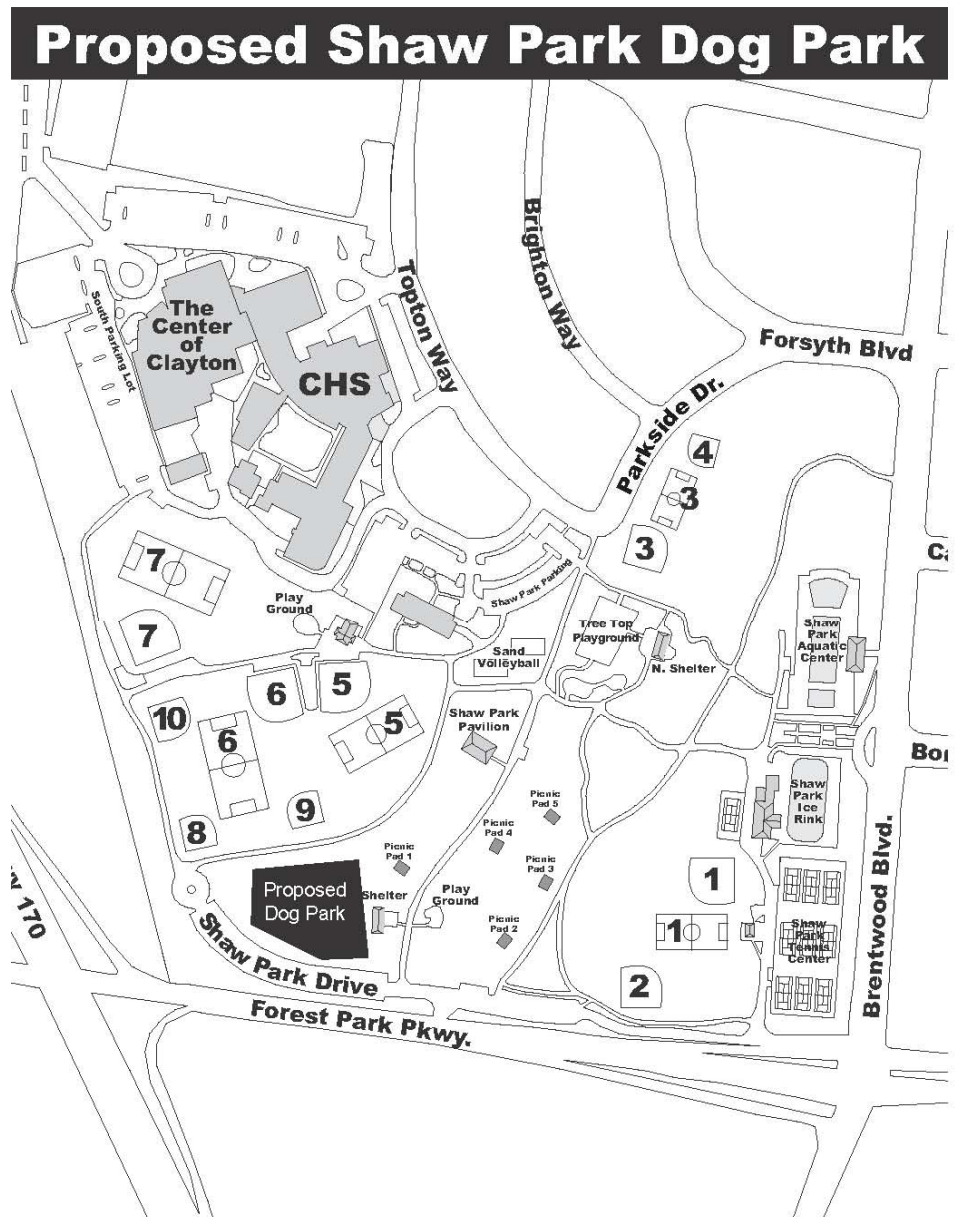 Proposed Shaw Park Dog Park
Brighton Way
Topton Way
The
Center
of
Clayton
South Parking Lot
CHS
Forsyth Blvd
Parkside Dr.
4
3
3
7
7
Play
Ground
Shaw Park Parking
Tree Top
Playground
N. Shelter
Sand
Volleyball
Shaw
Park
Aquatic
Center
Ca
6
5
10
6
5
Shaw Park
Pavilion
Bon
8
9
Picnic
Pad 5
Picnic
Pad 4
Picnic
Pad 1
Picnic
Pad 3
Picnic
Pad 2
Shaw
Park
Ice
Rink
Brentwood Blvd.
Proposed
Dog Park
Shelter
Play
Ground
1
1
2
Shaw
Park
Tennis
Center
170
Shaw Park Drive
Forest Park Pkwy.